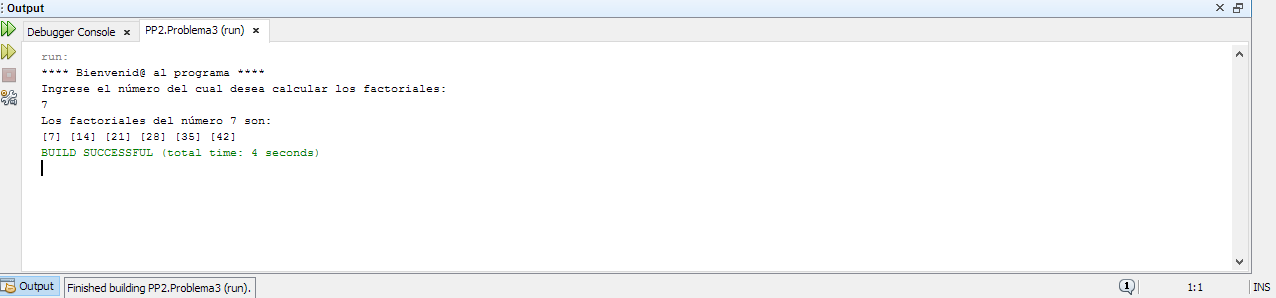 Output
Debugger Console
PP2.Problema3 (run)
run:
**** Bienvenid@ al programa ****
Ingrese el número del cual desea calcular los factoriales:
7
Los factoriales del número 7 son:
[7] [14] [21] [28] [35] [42]
BUILD SUCCESSFUL (total time: 4 seconds)
Output
Finished building PP2.Problema3 (run).
1
1:1
INS